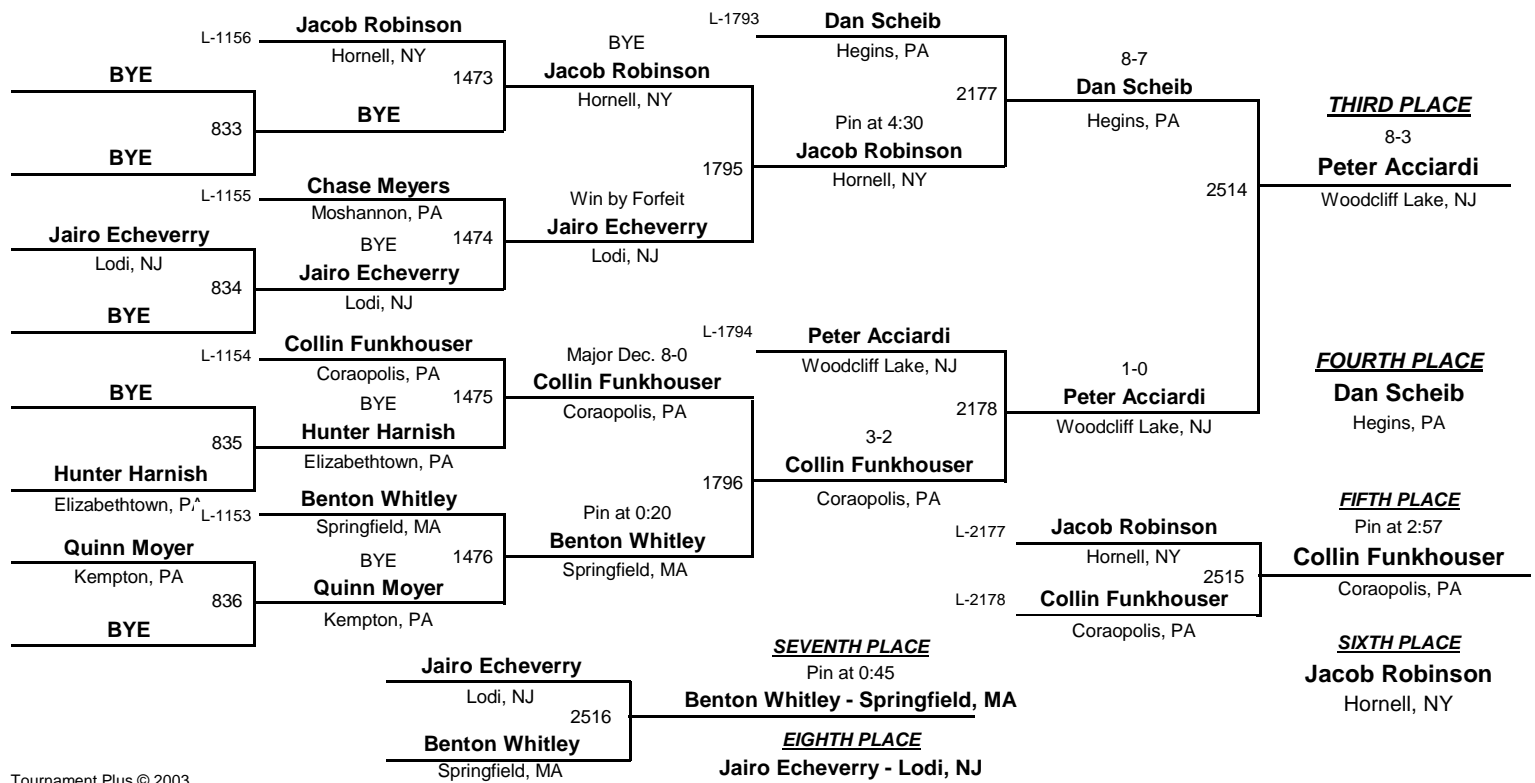 L-1156
Jacob Robinson
Hornell, NY
BYE
833
BYE
BYE
1473
L-1155
Chase Meyers
Moshannon, PA
Jairo Echeverry
Lodi, NJ
834
BYE
BYE
Jairo Echeverry
Lodi, NJ
1474
L-1154
Collin Funkhouser
Coraopolis, PA
BYE
835
Hunter Harnish
Elizabethtown, PA
BYE
Hunter Harnish
Elizabethtown, PA
1475
L-1153
Benton Whitley
Springfield, MA
Quinn Moyer
Kempton, PA
836
BYE
BYE
Quinn Moyer
Kempton, PA
1476
BYE
Jacob Robinson
Hornell, NY
1795
Win by Forfeit
Jairo Echeverry
Lodi, NJ
Major Dec. 8-0
Collin Funkhouser
Coraopolis, PA
1796
Pin at 0:20
Benton Whitley
Springfield, MA
L-1793
Dan Scheib
Hegins, PA
2177
Pin at 4:30
Jacob Robinson
Hornell, NY
L-1794
Peter Acciardi
Woodcliff Lake, NJ
2178
3-2
Collin Funkhouser
Coraopolis, PA
8-7
Dan Scheib
Hegins, PA
2514
1-0
Peter Acciardi
Woodcliff Lake, NJ
THIRD PLACE
8-3
Peter Acciardi
Woodcliff Lake, NJ
FOURTH PLACE
Dan Scheib
Hegins, PA
L-2177
Jacob Robinson
Hornell, NY
2515
L-2178
Collin Funkhouser
Coraopolis, PA
FIFTH PLACE
Pin at 2:57
Collin Funkhouser
Coraopolis, PA
SIXTH PLACE
Jacob Robinson
Hornell, NY
Jairo Echeverry
Lodi, NJ
2516
Benton Whitley
Springfield, MA
SEVENTH PLACE
Pin at 0:45
Benton Whitley - Springfield, MA
EIGHTH PLACE
Jairo Echeverry - Lodi, NJ
Tournament Plus © 2003